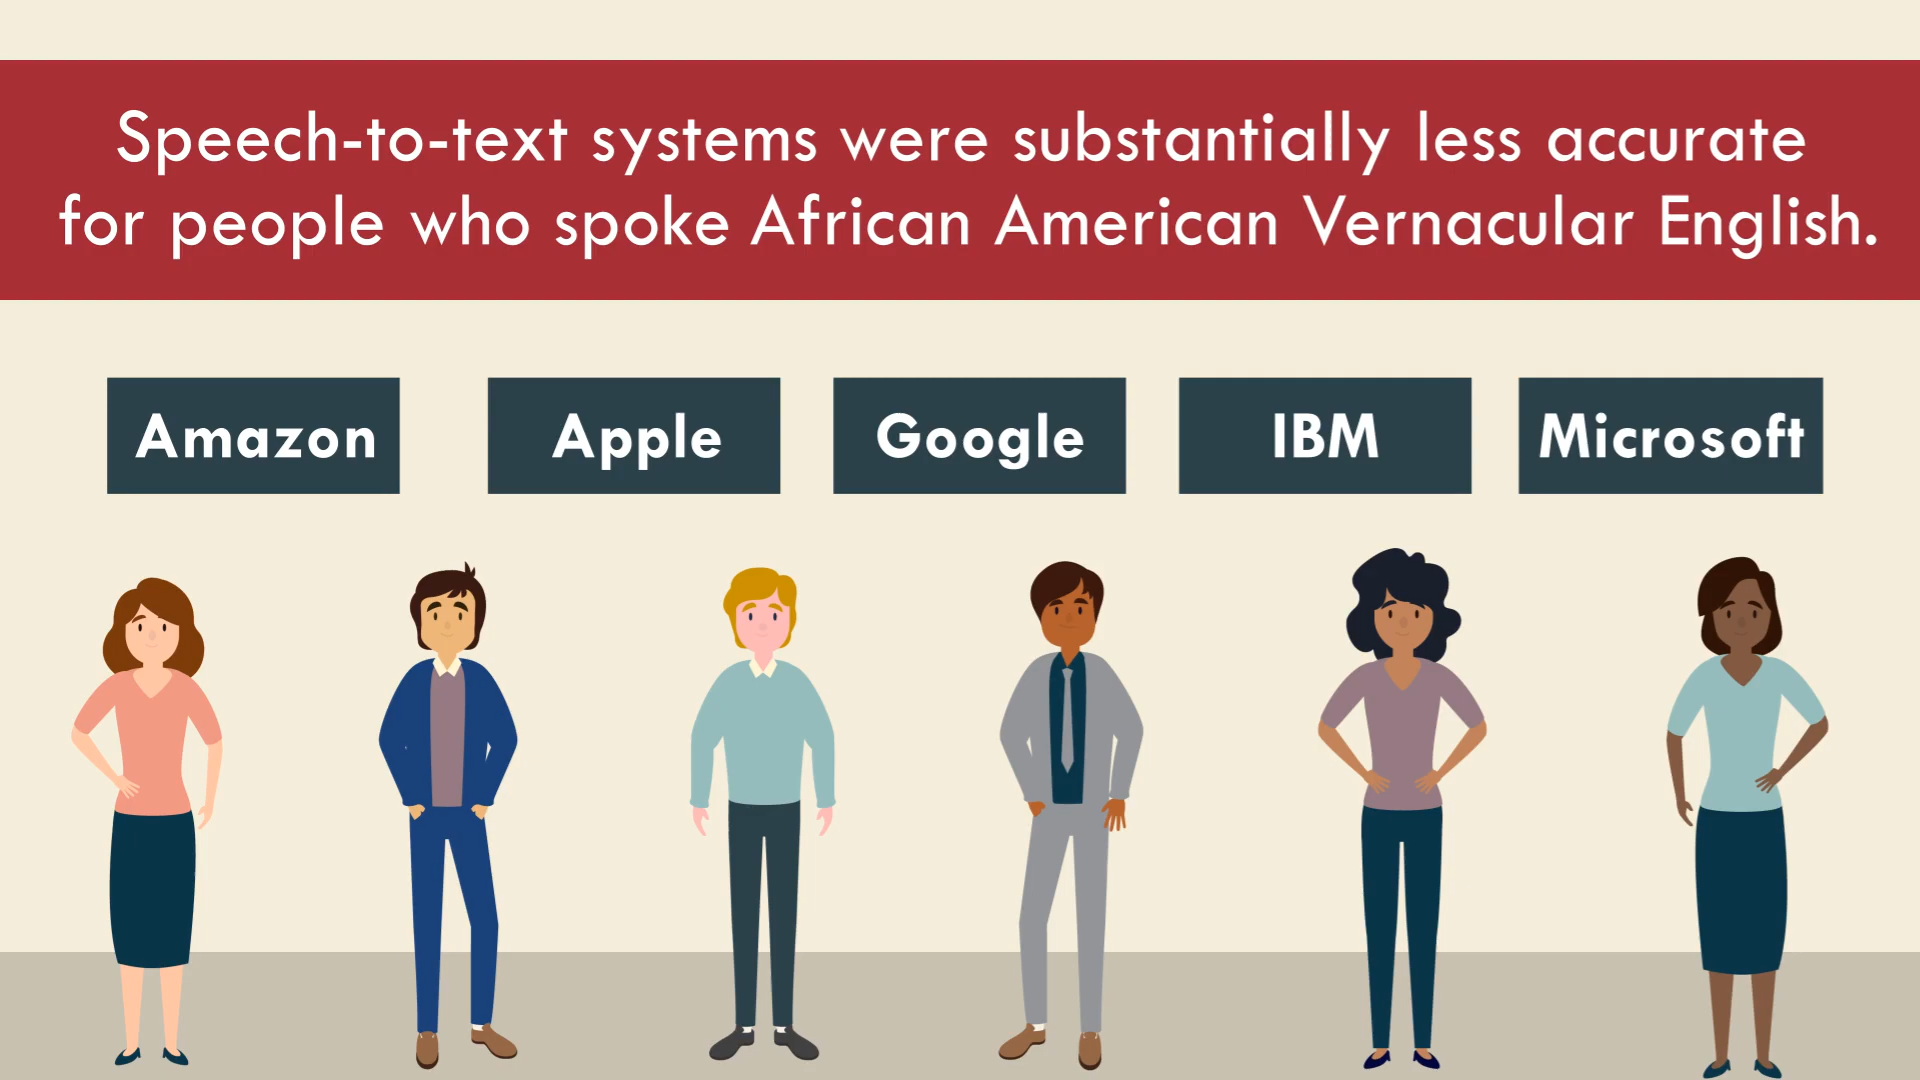 Speech-to-text systems were substantially less accurate
for people who spoke African American Vernacular English.
Amazon
Apple
Google
IBM
Microsoft